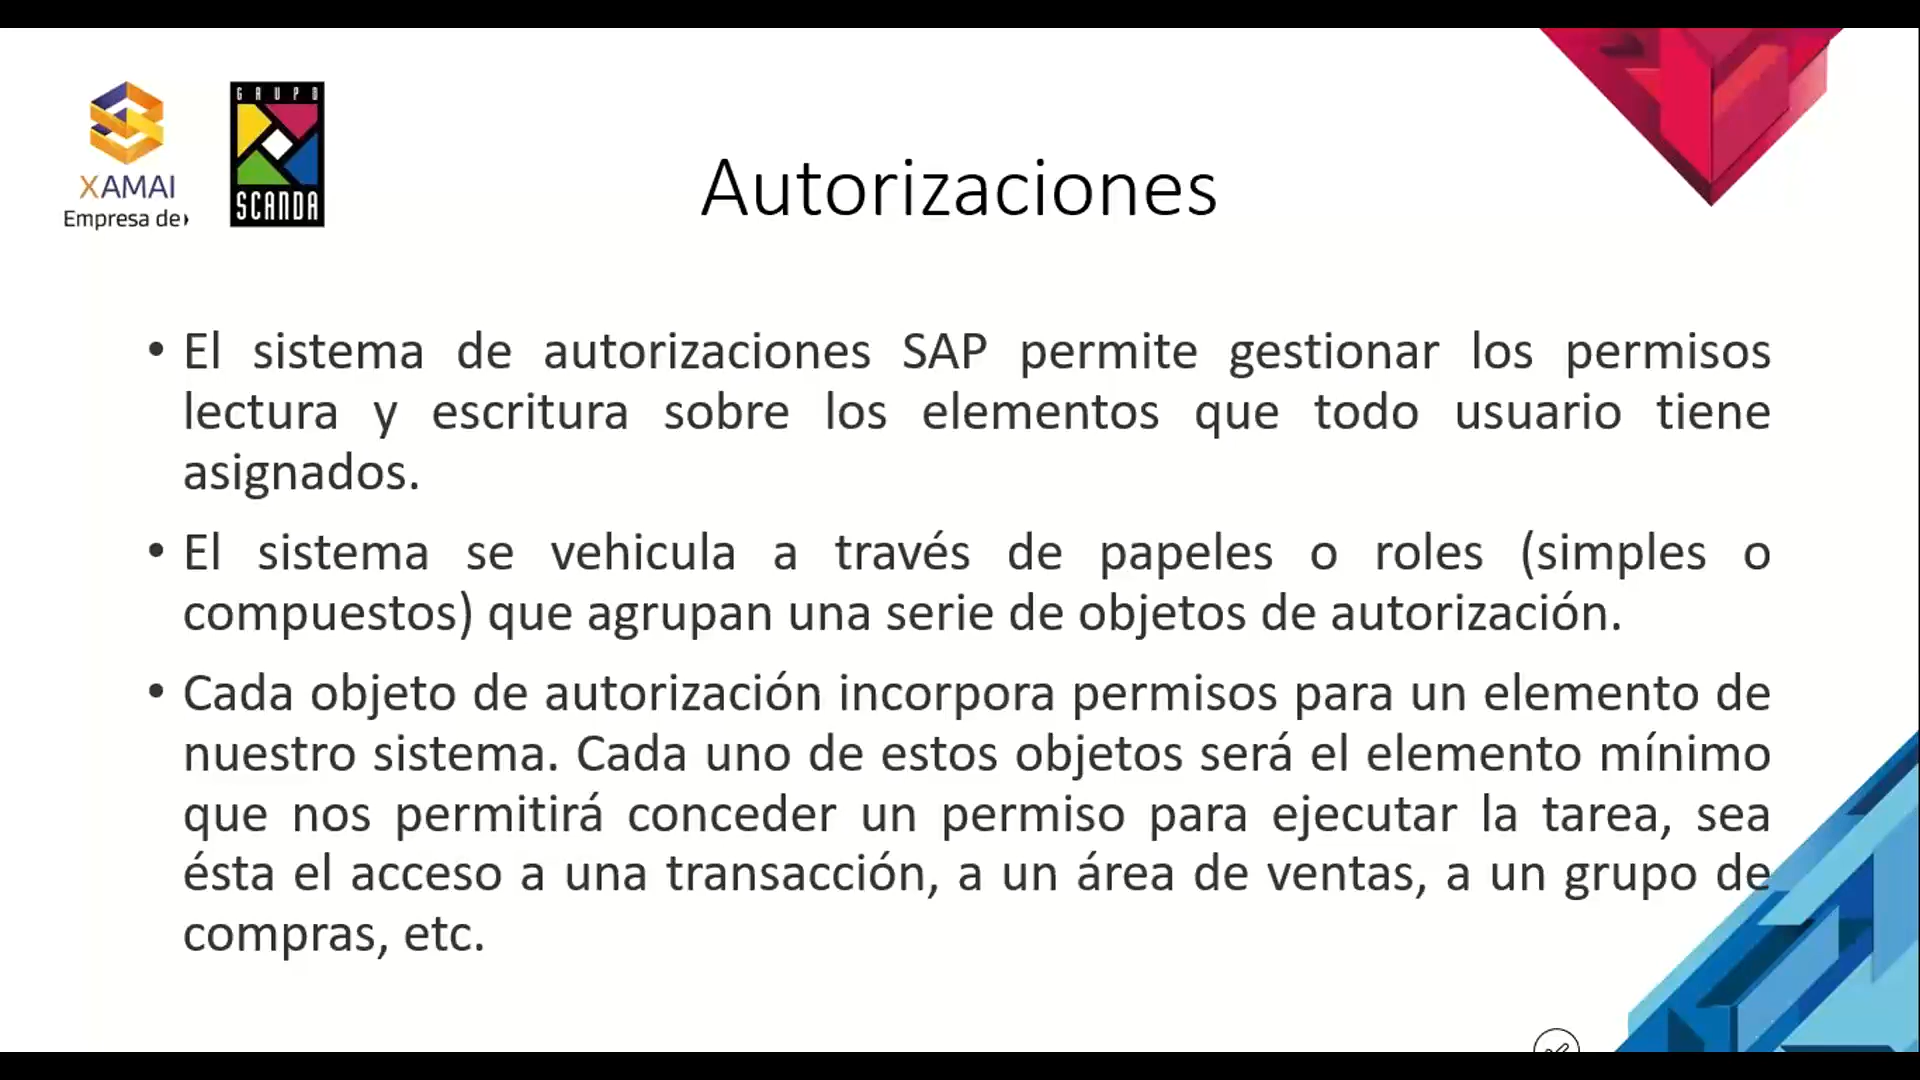 GRUPO
SCANDA
XAMAI
Empresa de
Autorizaciones
• El sistema de autorizaciones SAP permite gestionar los permisos
lectura y escritura sobre los elementos que todo usuario tiene
asignados.
• El sistema se vehicula a través de papeles o roles (simples o
compuestos) que agrupan una serie de objetos de autorización.
• Cada objeto de autorización incorpora permisos para un elemento de
nuestro sistema. Cada uno de estos objetos será el elemento mínimo
que nos permitirá conceder un permiso para ejecutar la tarea, sea
ésta el acceso a una transacción, a un área de ventas, a un grupo de
compras, etc.